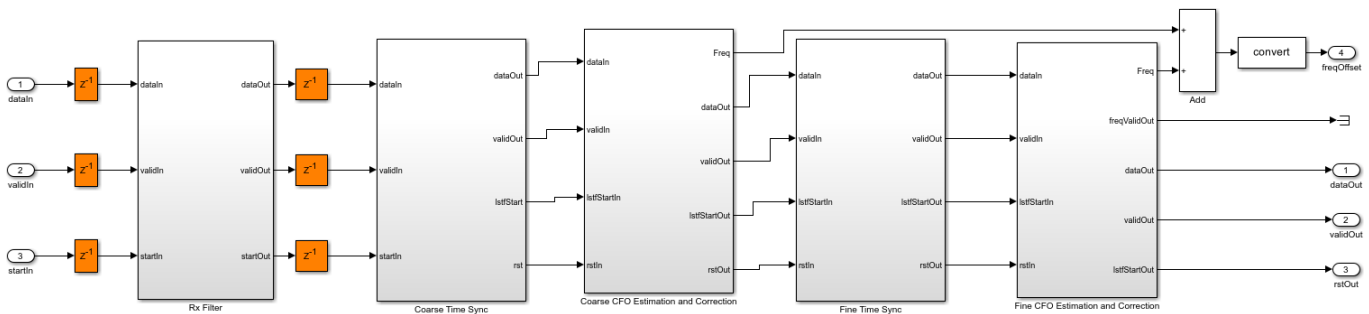 1
dataIn
2
validIn
3
startIn
Z-1
Z-1
Z-1
dataIn
validIn
startIn
dataOut
validOut
startOut
Rx Filter
Z-1
Z-1
Z-1
dataIn
validIn
startIn
dataOut
validOut
lstfStart
rst
Coarse Time Sync
dataIn
validIn
lstfStartIn
rstIn
Freq
dataOut
validOut
lstfStartOut
rstOut
Coarse CFO Estimation and Correction
dataIn
validIn
lstfStartIn
rstIn
dataOut
validOut
lstfStartOut
rstOut
Fine Time Sync
dataIn
validIn
lstfStartIn
rstIn
Freq
freqValidOut
dataOut
validOut
lstfStartOut
Fine CFO Estimation and Correction
+
+
Add
convert
4
freqOffset
1
dataOut
2
validOut
3
rstOut